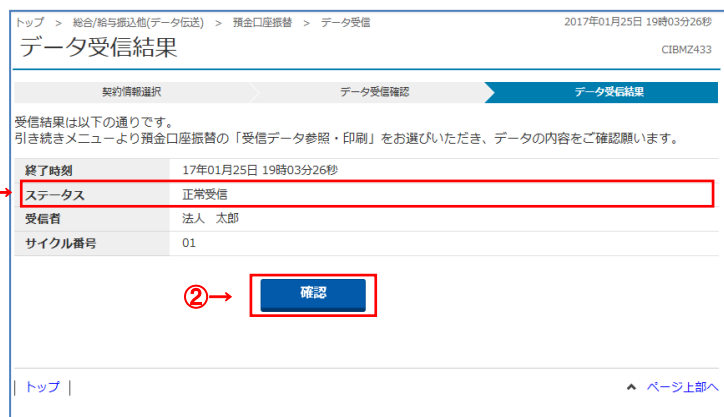 トップ > 総合/給与振込他(データ伝送) > 預金口座振替 > データ受信
2017年01月25日 19時03分26秒
データ受信結果
CIBMZ433
契約情報選択 データ受信確認 データ受信結果
受信結果は以下の通りです。
引き続きメニューより預金口座振替の「受信データ参照・印刷」をお選びいただき、データの内容をご確認願います。
終了時刻 17年01月25日 19時03分26秒
→ ステータス 正常受信
受信者 法人 太郎
サイクル番号 01
②→ 確認
| トップ |
ページ上部へ